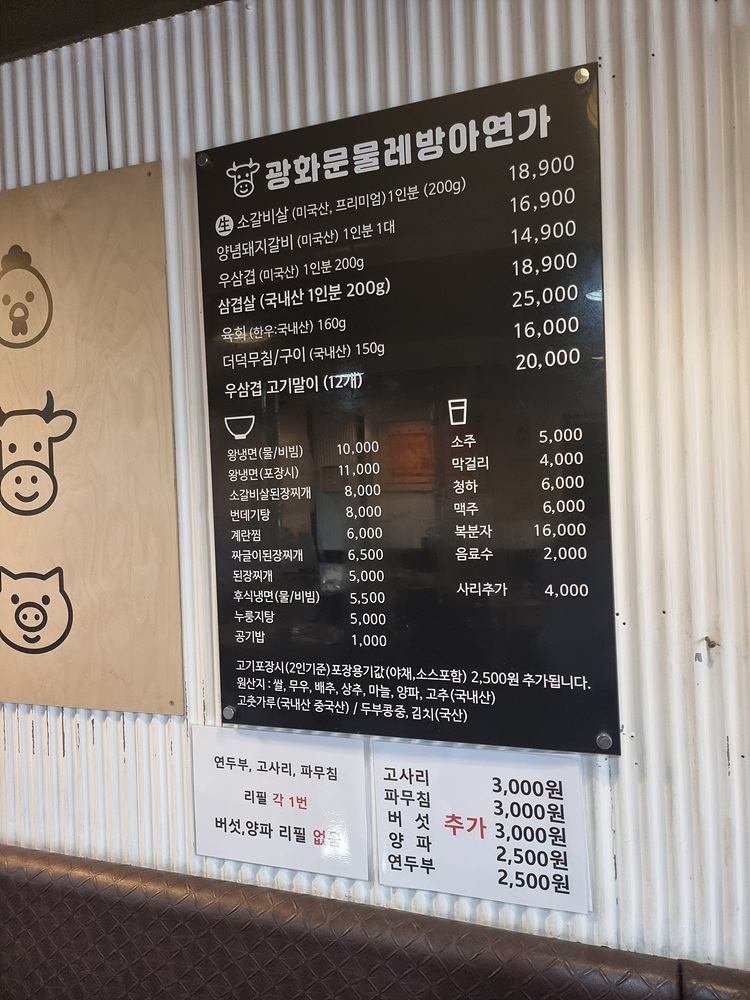 광화문물레방아연가
生 소갈비살 (미국산, 프리미엄) 1인분 (200g) 18,900
양념돼지갈비 (미국산) 1인분 1대 16,900
우삼겹 (미국산) 1인분 200g 14,900
삼겹살 (국내산 1인분 200g) 18,900
육회 (한우:국내산) 160g 25,000
더덕무침/구이 (국내산) 150g 16,000
우삼겹 고기말이 (12개) 20,000
왕냉면(물/비빔) 10,000
왕냉면(포장시) 11,000
소갈비살된장찌개 8,000
번데기탕 8,000
계란찜 6,000
짜글이된장찌개 6,500
된장찌개 5,000
후식냉면(물/비빔) 5,500
누룽지탕 5,000
공기밥 1,000
소주 5,000
막걸리 4,000
청하 6,000
맥주 6,000
복분자 16,000
음료수 2,000
사리추가 4,000
고기포장시(2인기준)포장용기값(야채,소스포함) 2,500원 추가됩니다.
원산지 : 쌀, 무우, 배추, 상추, 마늘, 양파, 고추(국내산)
고춧가루(국내산 중국산) / 두부콩중, 김치(국산)
연두부, 고사리, 파무침
리필 각 1번
버섯,양파 리필 없음
고사리 3,000원
파무침 3,000원
버 섯 추가 3,000원
양 파 2,500원
연두부 2,500원